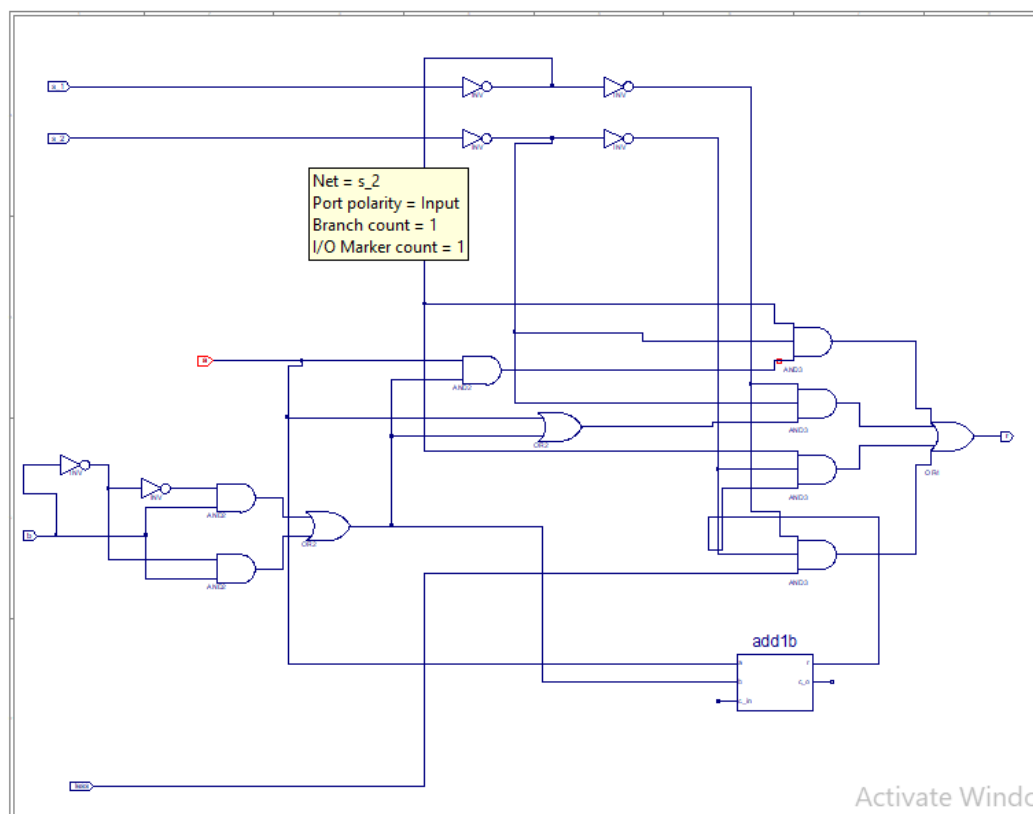 s_1
INV
INV
s_2
INV
INV
Net = s_2
Port polarity = Input
Branch count = 1
I/O Marker count = 1
a
AND2
AND3
AND3
OR2
r
OR4
INV
INV
AND2
AND3
b
OR2
AND2
AND3
add1b
a
r
b
c_o
c_in
less
Activate Windo